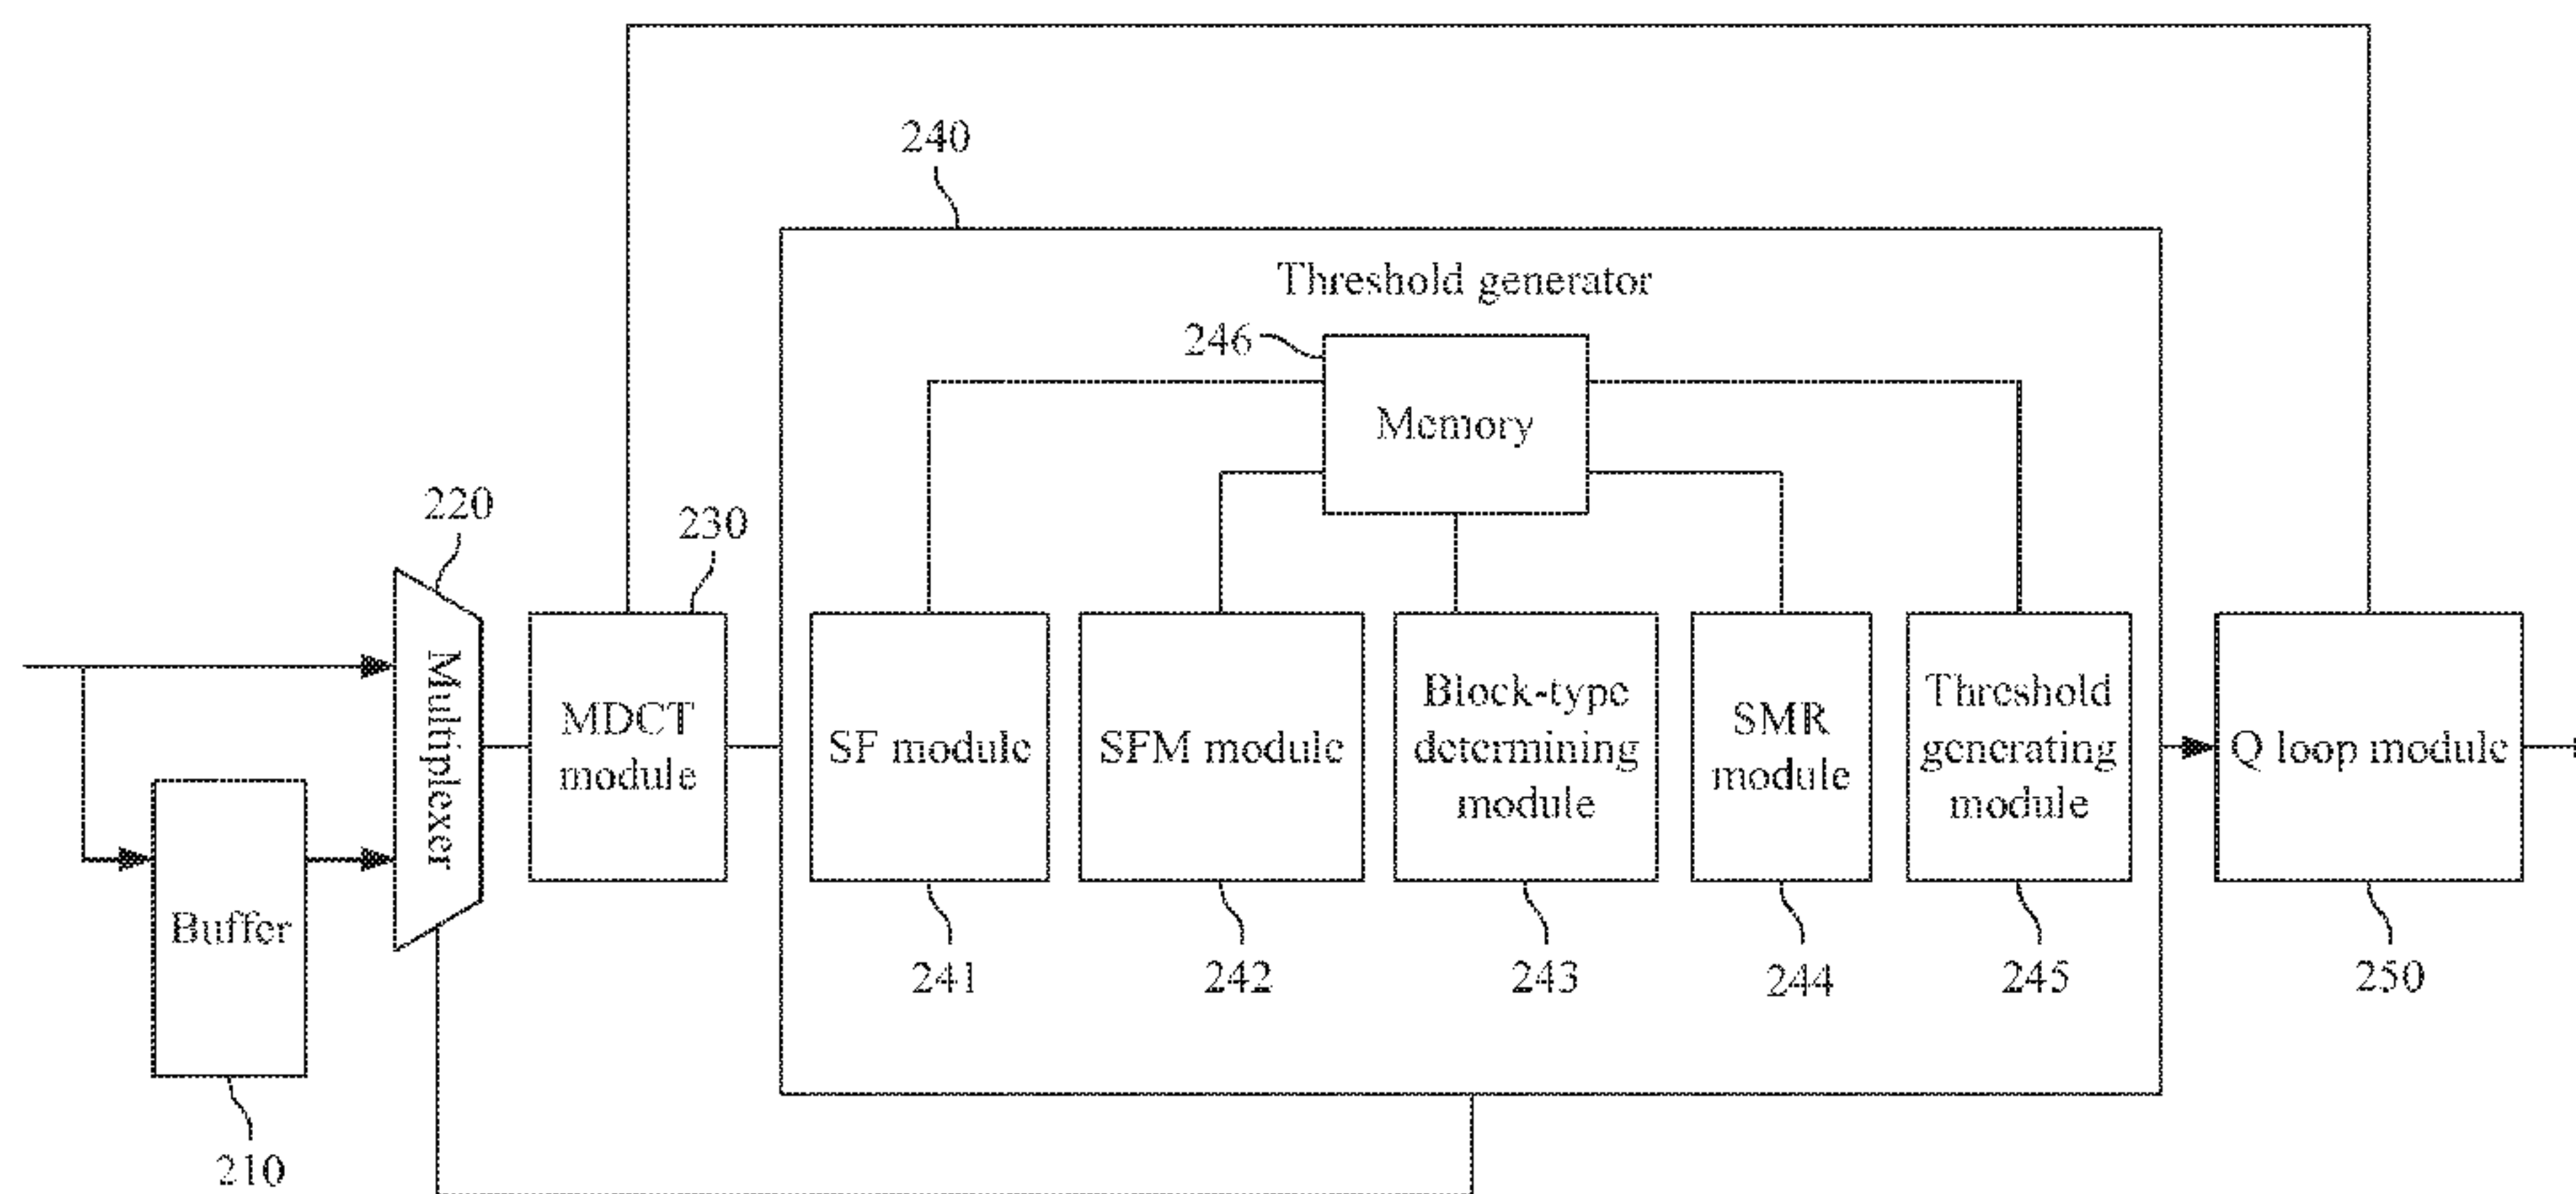 240
Threshold generator
246
Memory
220
230
Multiplexer
MDCT
module
SF module
SFM module
Block-type
determining
module
SMR
module
Threshold
generating
module
Q loop module
Buffer
241
242
243
244
245
250
210